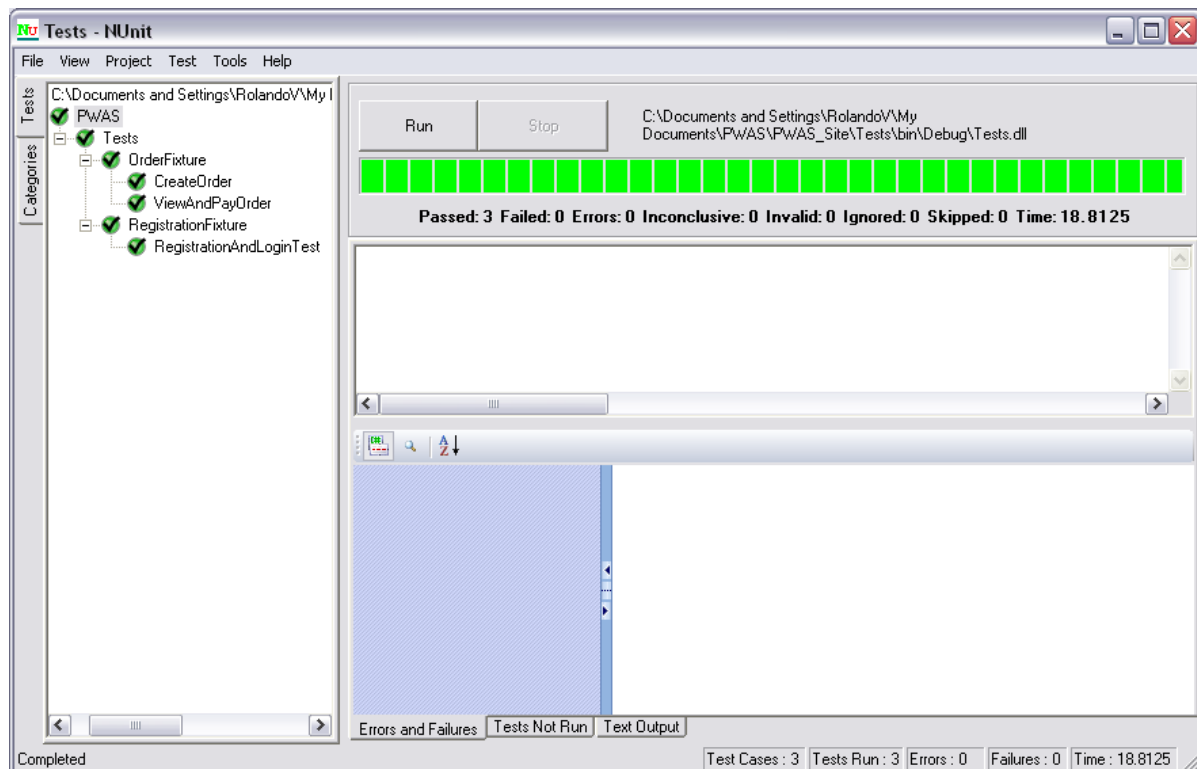 NU Tests - NUnit
File View Project Test Tools Help
Tests
Categories
C:\Documents and Settings\RolandoV\My
PWAS
Tests
OrderFixture
CreateOrder
ViewAndPayOrder
RegistrationFixture
RegistrationAndLoginTest
Run
Stop
C:\Documents and Settings\RolandoV\My
Documents\PWAS\PWAS_Site\Tests\bin\Debug\Tests.dll
Passed: 3 Failed: 0 Errors: 0 Inconclusive: 0 Invalid: 0 Ignored: 0 Skipped: 0 Time: 18.8125
A
Z
Errors and Failures Tests Not Run Text Output
Completed
Test Cases : 3 Tests Run : 3 Errors : 0 Failures : 0 Time : 18.8125